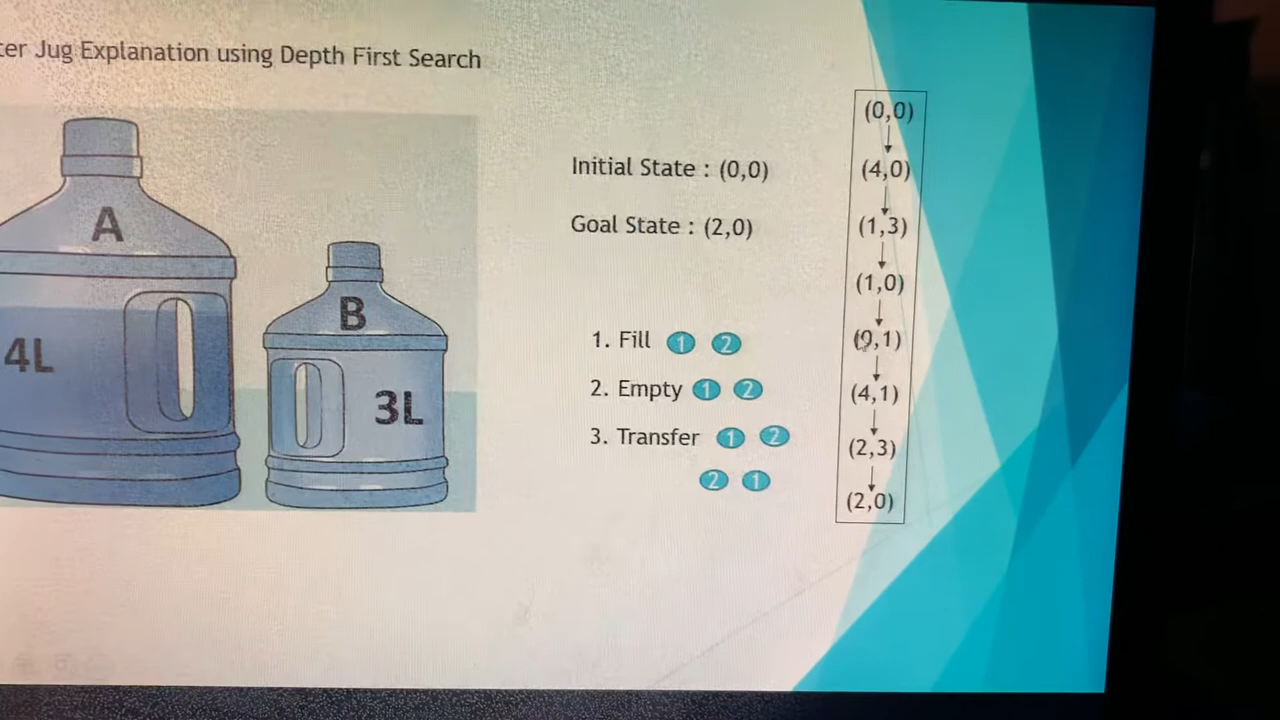 Jug Explanation using Depth First Search
A
4L
B
3L
Initial State : (0,0)
Goal State : (2,0)
1. Fill 1 2
2. Empty 1 2
3. Transfer 1 2
2 1
(0,0)
(4,0)
(1,3)
(1,0)
(0,1)
(4,1)
(2,3)
(2,0)